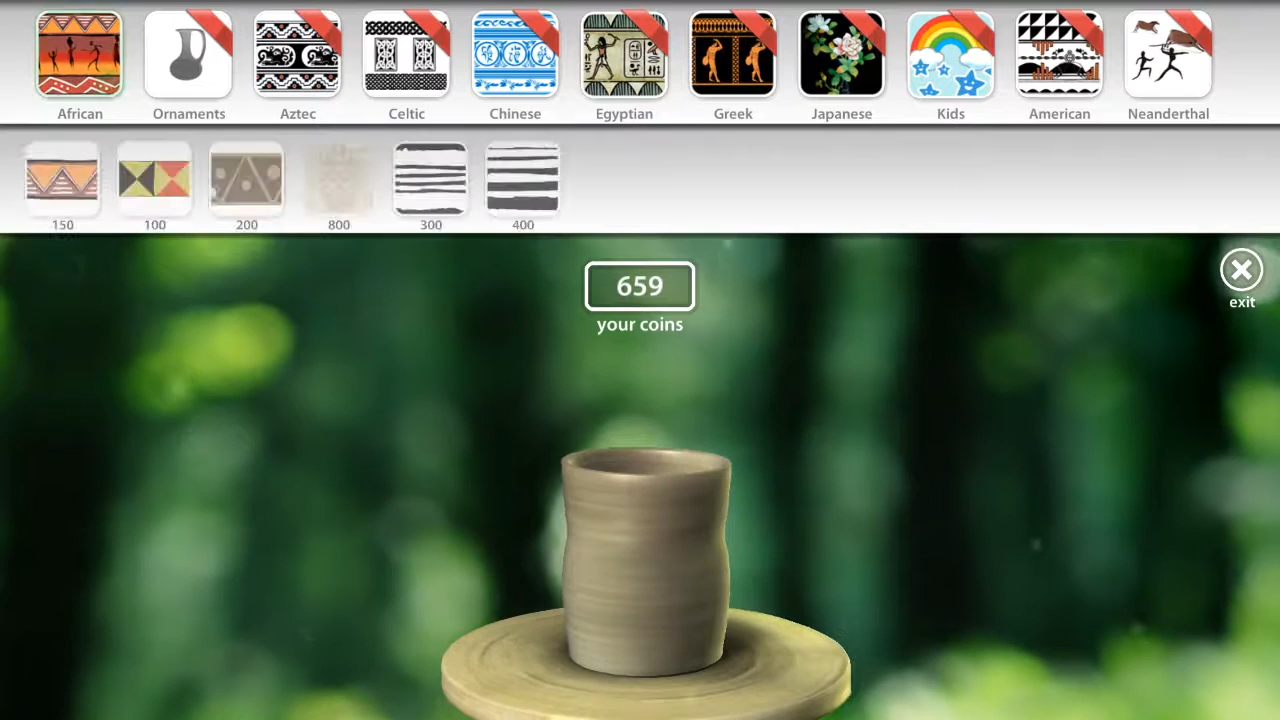 African Ornaments Aztec Celtic Chinese Egyptian Greek Japanese Kids American Neanderthal
150 100 200 800 300 400
659
your coins
exit